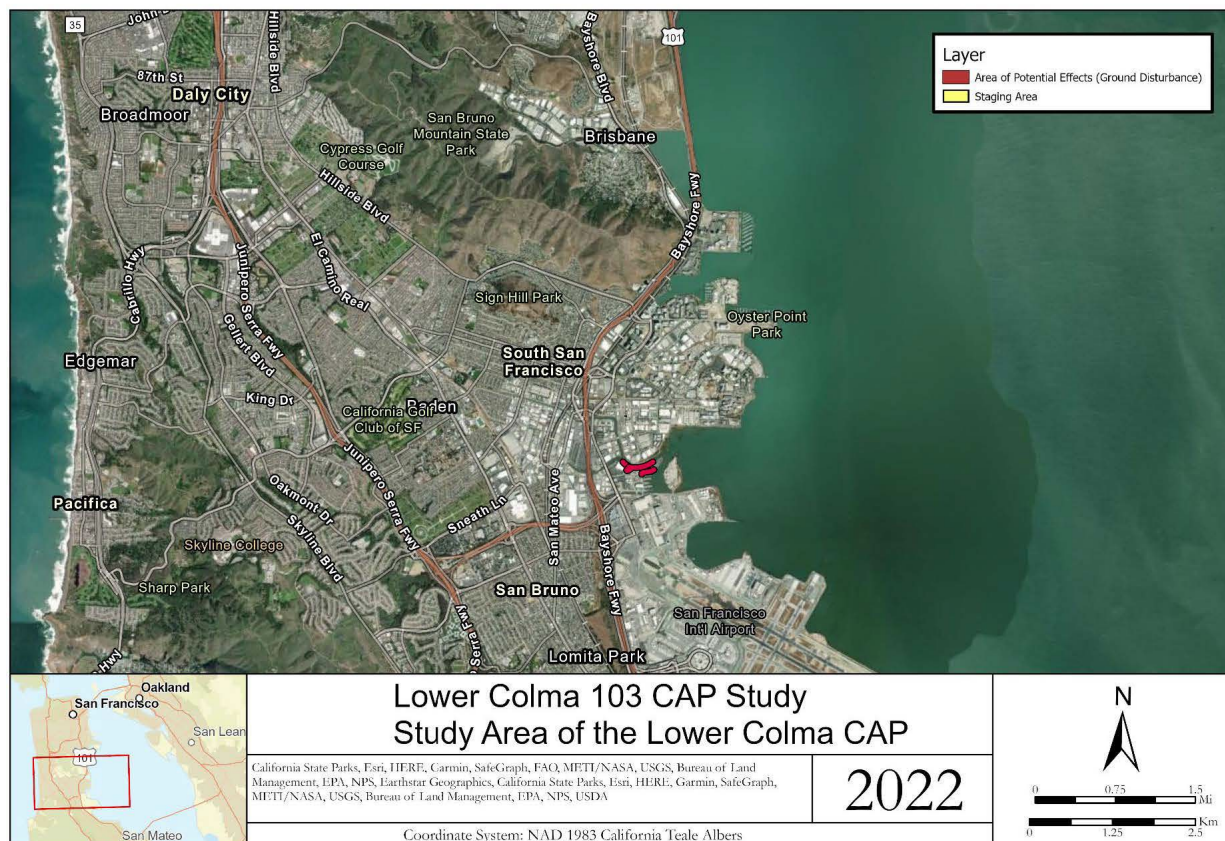 35
John D
Hillside Blvd
Bayshore Blvd
101
87th St
Daly City
Broadmoor
San Bruno
Mountain State
Park
Brisbane
Cypress Golf
Course
Hillside Blvd
Bayshore Fwy
Cabrillo Hwy
Junipero Serra Fwy
El Camino Real
Gellert Blvd
Sign Hill Park
Oyster Point
Park
Edgemar
South San
Francisco
King Dr
Baden
California Golf
Club of SF
Junipero Serra Fwy
Pacifica
Oakmont Dr
Skyline Blvd
Sneath Ln
San Mateo Ave
Bayshore Fwy
Skyline College
Sharp Park
San Bruno
San Francisco
Int'l Airport
Serra Fwy
Lomita Park
Hwy
Layer
Area of Potential Effects (Ground Disturbance)
Staging Area
Oakland
San Francisco
San Lean
101
San Mateo
Lower Colma 103 CAP Study
Study Area of the Lower Colma CAP
California State Parks, Esri, HERE, Garmin, SafeGraph, FAO, METI/NASA, USGS, Bureau of Land
Management, EPA, NPS, Earthstar Geographics, California State Parks, Esri, HERE, Garmin, SafeGraph,
METI/NASA, USGS, Bureau of Land Management, EPA, NPS, USDA
2022
Coordinate System: NAD 1983 California Teale Albers
N
0 0.75 1.5
Mi
Km
0 1.25 2.5